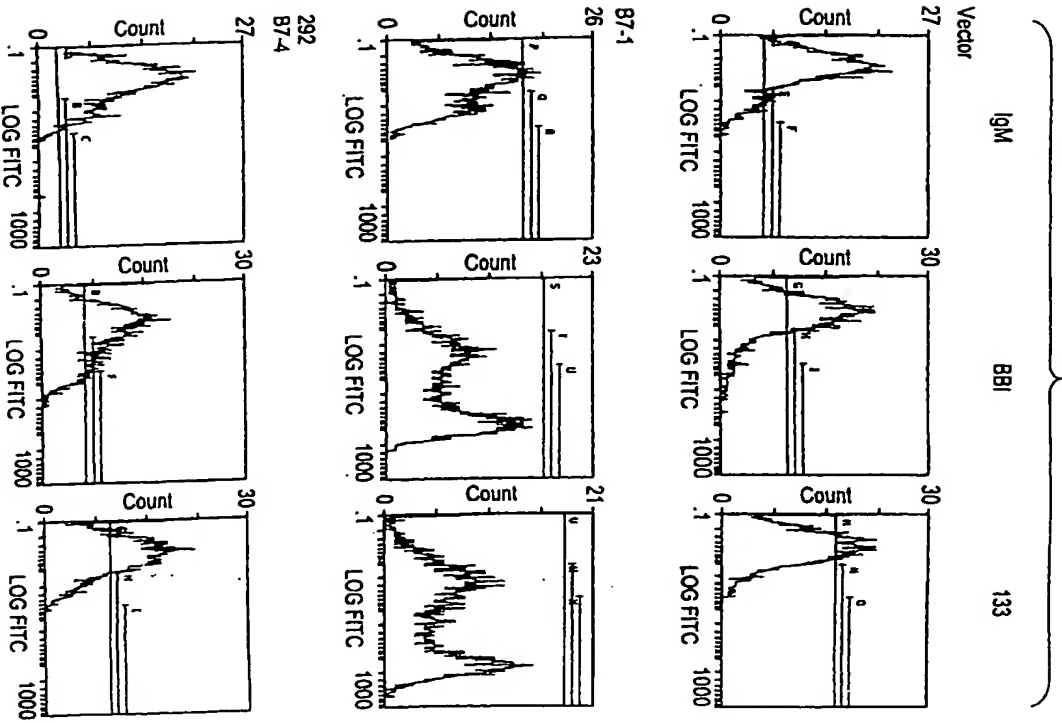 IgM BBI 133
Vector
27 30 30
F G
Count Count Count
N
0 0 0
.1 1000 .1 1000 .1 1000
LOG FITC LOG FITC LOG FITC
B7-1
26 23 21
P Q S U
Count Count Count
0 0 0
.1 1000 .1 1000 .1 1000
LOG FITC LOG FITC LOG FITC
292
B7-4
27 30 30
C
Count Count Count
B
0 0 0
.1 1000 .1 1000 .1 1000
LOG FITC LOG FITC LOG FITC